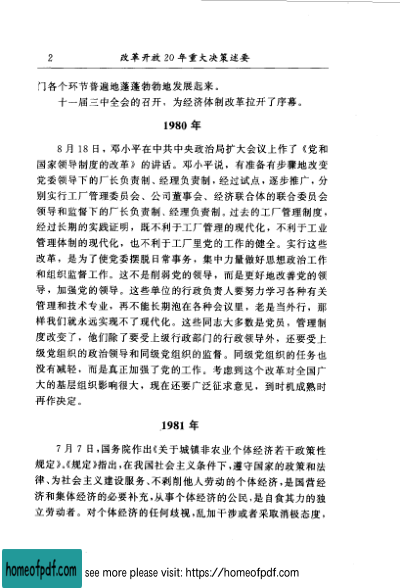 2 改革开放20年重大决策述要
门各个环节普遍地蓬蓬勃勃地发展起来。
十一届三中全会的召开，为经济体制改革拉开了序幕。
1980年
8月18日，邓小平在中共中央政治局扩大会议上作了《党和
国家领导制度的改革》的讲话。邓小平说，有准备有步骤地改变
党委领导下的厂长负责制、经理负责制，经过试点，逐步推广，分
别实行工厂管理委员会、公司董事会、经济联合体的联合委员会
领导和监督下的厂长负责制、经理负责制。过去的工厂管理制度，
经过长期的实践证明，既不利于工厂管理的现代化，不利于工业
管理体制的现代化，也不利于工厂里党的工作的健全。实行这些
改革，是为了使党委摆脱日常事务，集中力量做好思想政治工作
和组织监督工作。这不是削弱党的领导，而是更好地改善党的领
导，加强党的领导。这些单位的行政负责人要努力学习各种有关
管理和技术专业，再不能长期泡在各种会议里，老是当外行，那
样我们就永远实现不了现代化。这些同志大多数是党员，管理制
度改变了，他们除了要受上级行政部门的行政领导外，还要受上
级党组织的政治领导和同级党组织的监督。同级党组织的任务也
没有减轻，而是真正加强了党的工作。考虑到这个改革对全国广
大的基层组织影响很大，现在还要广泛征求意见，到时机成熟时
再作决定。
1981年
7月7日，国务院作出《关于城镇非农业个体经济若干政策性
规定》。《规定》指出，在我国社会主义条件下，遵守国家的政策和法
律、为社会主义建设服务、不剥削他人劳动的个体经济，是国营经
济和集体经济的必要补充，从事个体经济的公民，是自食其力的独
立劳动者。对个体经济的任何歧视，乱加干涉或者采取消极态度，
homeofpdf.com see more please visit: https://homeofpdf.com